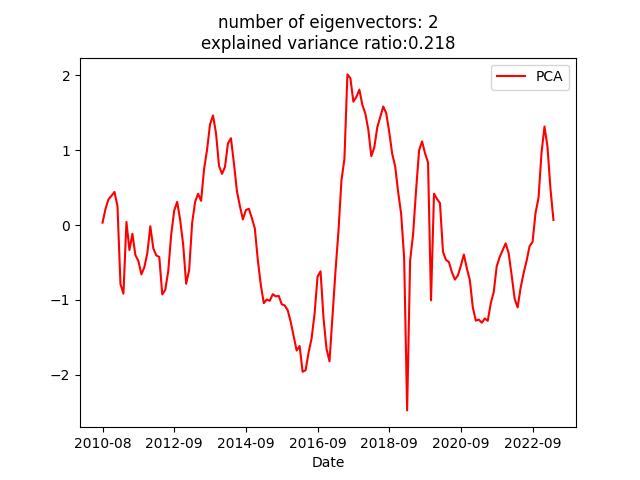 number of eigenvectors: 2
explained variance ratio:0.218
PCA
2
1
0
−1
−2
2010-08 2012-09 2014-09 2016-09 2018-09 2020-09 2022-09
Date